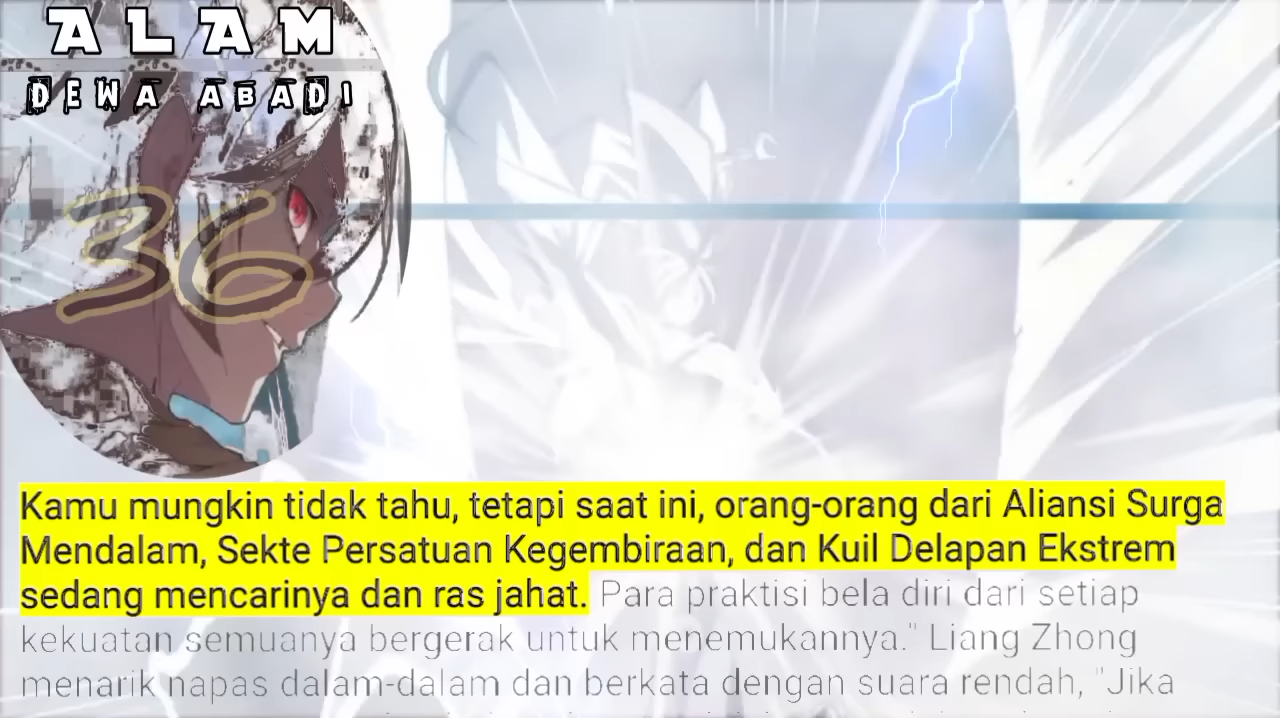 ALAM
DEWA ABADI
36
Kamu mungkin tidak tahu, tetapi saat ini, orang-orang dari Aliansi Surga
Mendalam, Sekte Persatuan Kegembiraan, dan Kuil Delapan Ekstrem
sedang mencarinya dan ras jahat. Para praktisi bela diri dari setiap
kekuatan semuanya bergerak untuk menemukannya." Liang Zhong
menarik napas dalam-dalam dan berkata dengan suara rendah, "Jika